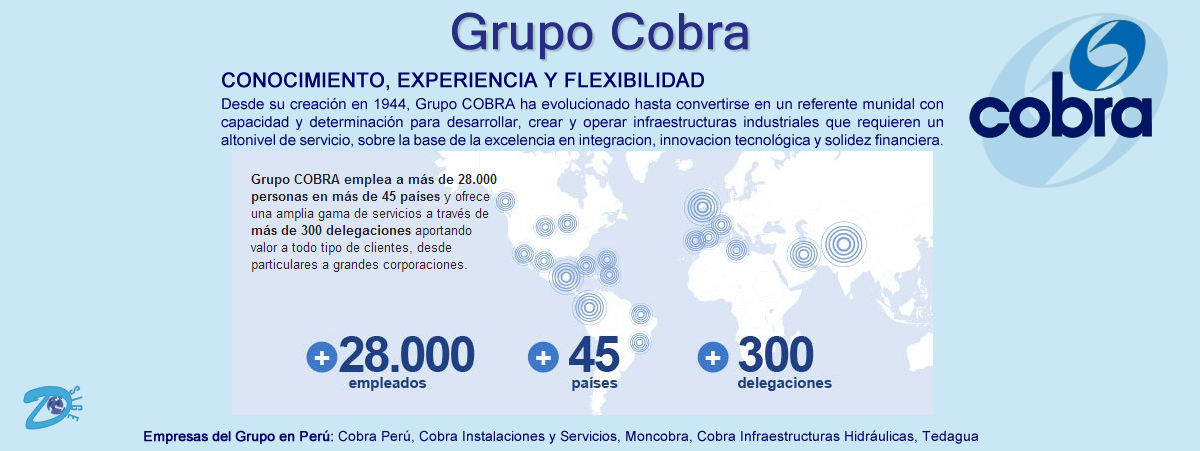 Grupo Cobra
cobra
CONOCIMIENTO, EXPERIENCIA Y FLEXIBILIDAD
Desde su creación en 1944, Grupo COBRA ha evolucionado hasta convertirse en un referente munidal con
capacidad y determinación para desarrollar, crear y operar infraestructuras industriales que requieren un
altonivel de servicio, sobre la base de la excelencia en integracion, innovacion tecnológica y solidez financiera.
Grupo COBRA emplea a más de 28.000
personas en más de 45 países y ofrece
una amplia gama de servicios a través de
más de 300 delegaciones aportando
valor a todo tipo de clientes, desde
particulares a grandes corporaciones.
+28.000 + 45 + 300
empleados países delegaciones
D SIGE
Empresas del Grupo en Perú: Cobra Perú, Cobra Instalaciones y Servicios, Moncobra, Cobra Infraestructuras Hidráulicas, Tedagua